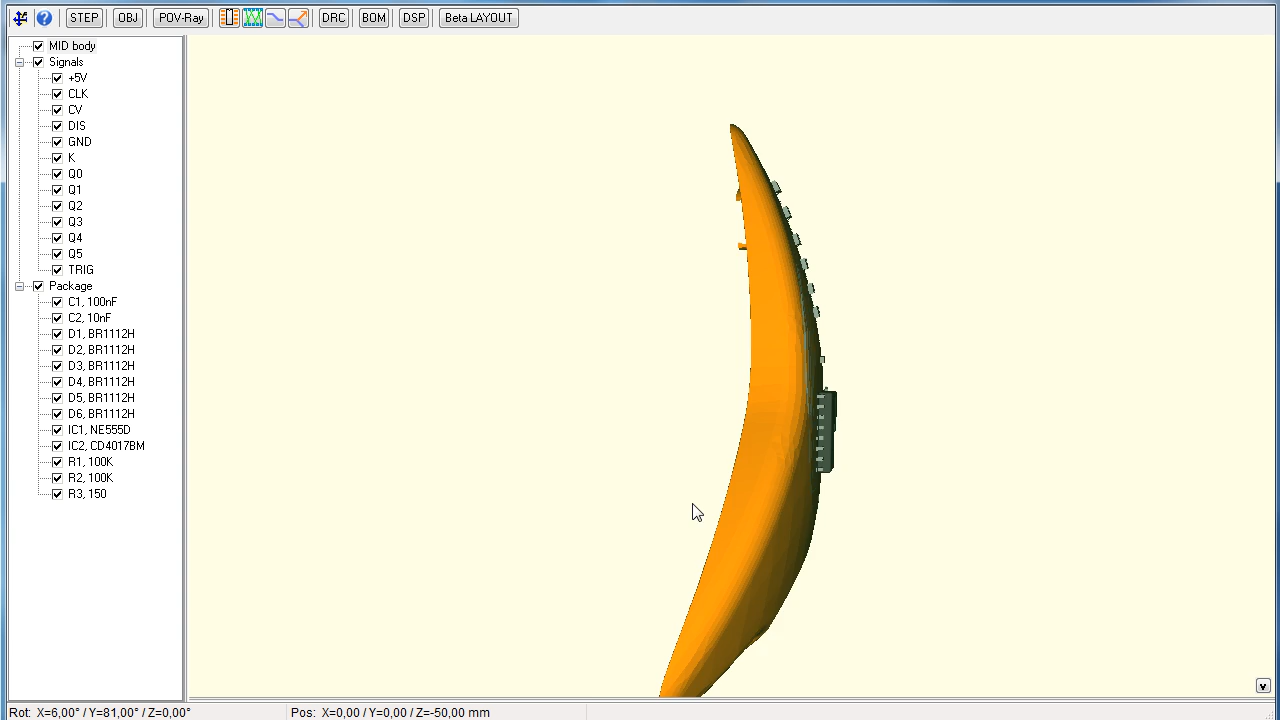 STEP OBJ POV-Ray DRC BOM DSP Beta LAYOUT
MID body
Signals
+5V
CLK
CV
DIS
GND
K
Q0
Q1
Q2
Q3
Q4
Q5
TRIG
Package
C1, 100nF
C2, 10nF
D1, BR1112H
D2, BR1112H
D3, BR1112H
D4, BR1112H
D5, BR1112H
D6, BR1112H
IC1, NE555D
IC2, CD4017BM
R1, 100K
R2, 100K
R3, 150
Rot: X=6,00° / Y=81,00° / Z=0,00° Pos: X=0,00 / Y=0,00 / Z=-50,00 mm